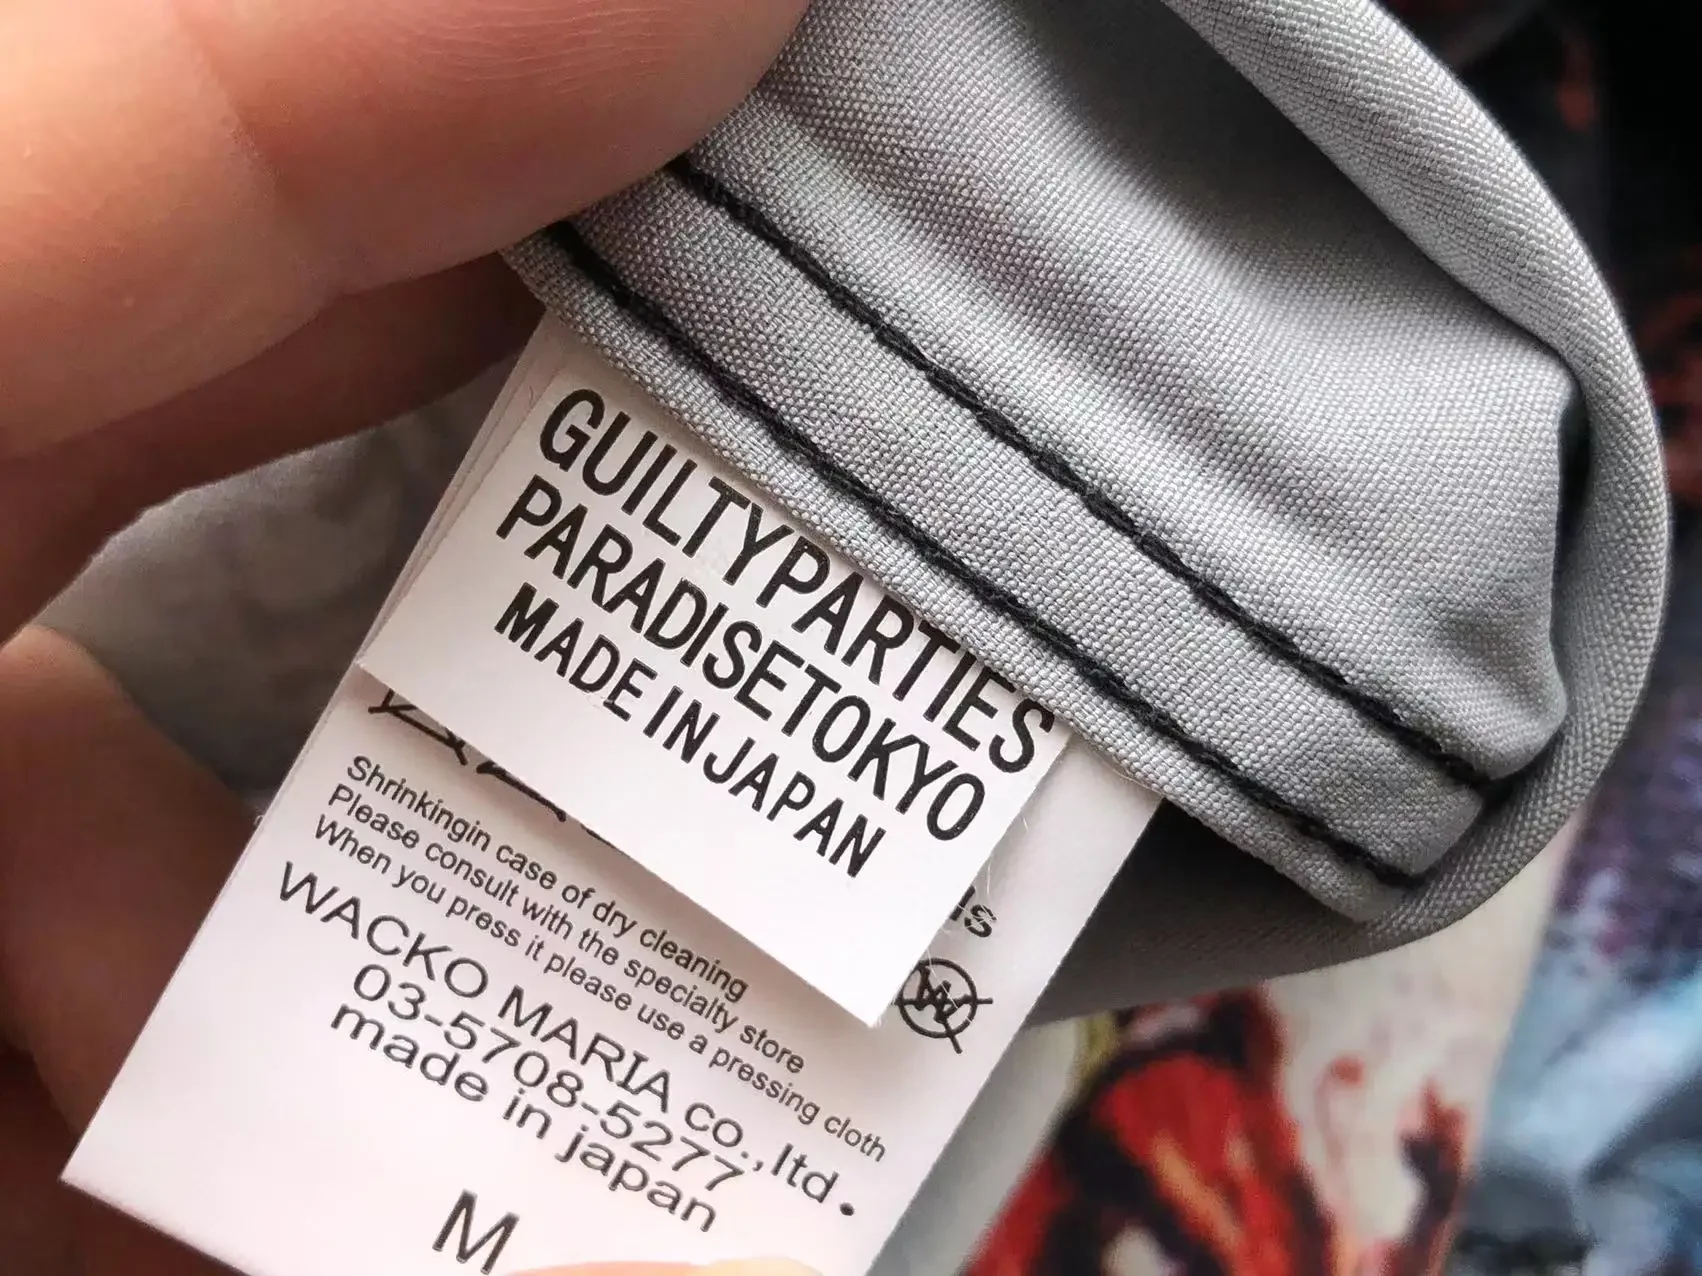 GUILTYPARTIES
PARADISETOKYO
MADE IN JAPAN
Shrinkingin case of dry cleaning
Please consult with the specialty store
When you press it please use a pressing cloth
WACKO MARIA co.,ltd.
03-5708-5277
made in japan
M